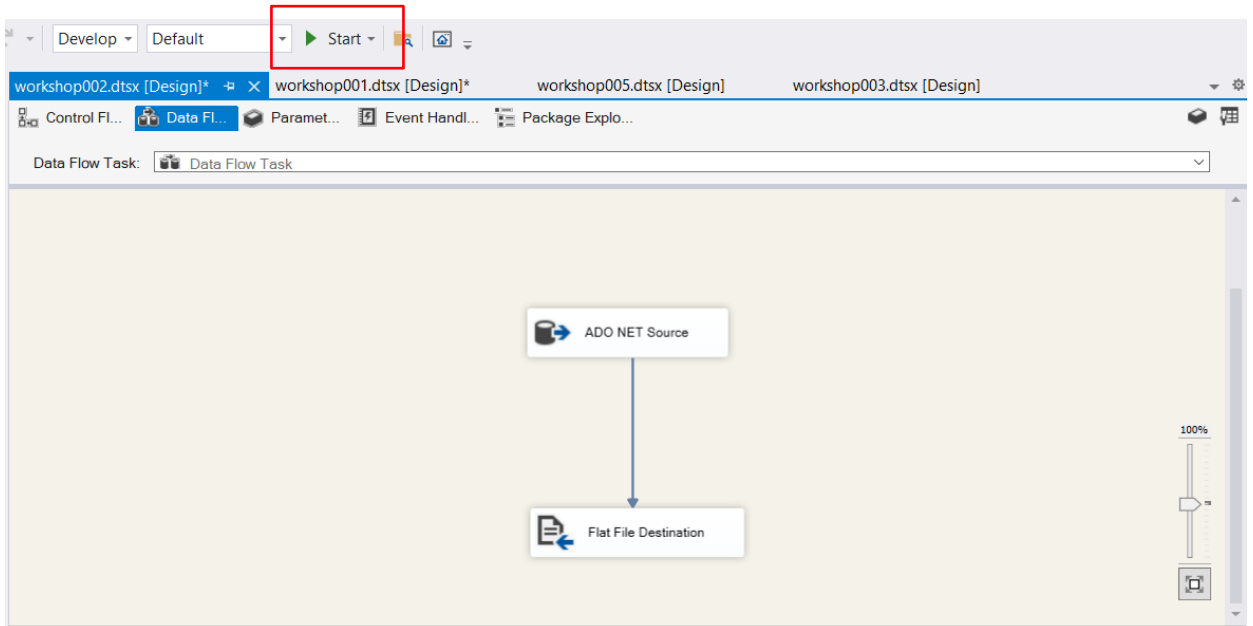 Develop Default Start
workshop002.dtsx [Design]* workshop001.dtsx [Design]* workshop005.dtsx [Design] workshop003.dtsx [Design]
Control Fl... Data Fl... Paramet... Event Handl... Package Explo...
Data Flow Task: Data Flow Task
ADO NET Source
100%
Flat File Destination